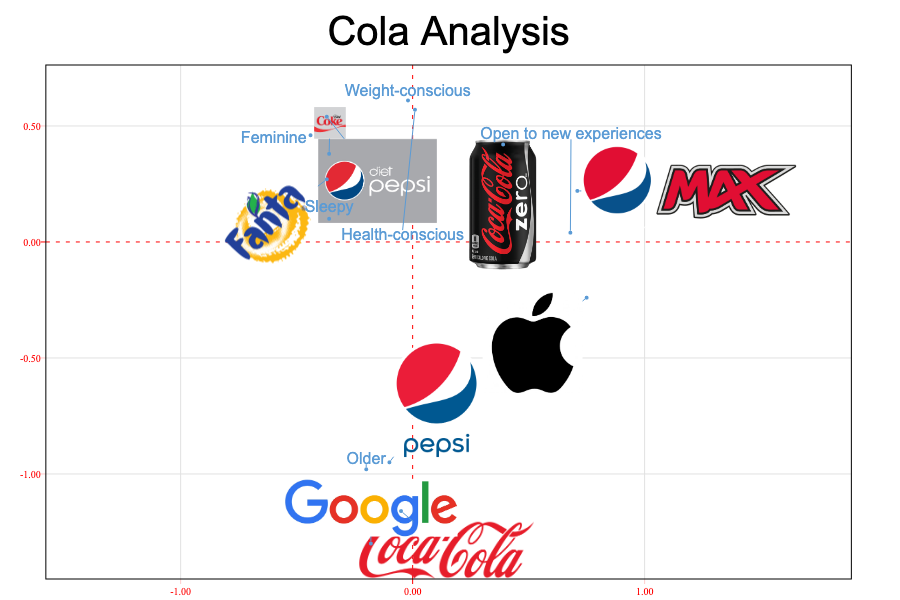 Cola Analysis
Weight-conscious
0.50
Coke
Feminine
Open to new experiences
diet
pepsi
Coca-Cola
zero
MAX
Sleepy
Fanta
Health-conscious
0.00
-0.50
pepsi
Older
-1.00
Google
Coca-Cola
-1.00
0.00
1.00